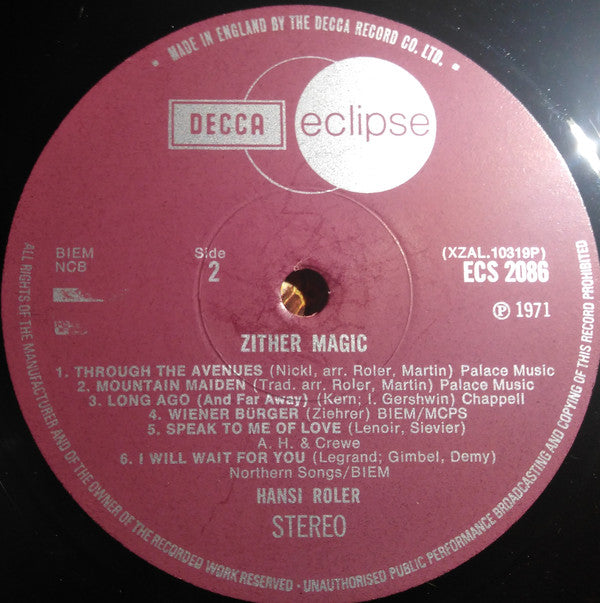 • MADE IN ENGLAND BY THE DECCA RECORD CO. LTD. •
DECCA eclipse
BIEM
NCB
Side
2
(XZAL.10319P)
ECS 2086
Ⓟ 1971
ZITHER MAGIC
1. THROUGH THE AVENUES (Nickl, arr. Roler, Martin) Palace Music
2. MOUNTAIN MAIDEN (Trad. arr. Roler, Martin) Palace Music
3. LONG AGO (And Far Away) (Kern; I. Gershwin) Chappell
4. WIENER BÜRGER (Ziehrer) BIEM/MCPS
5. SPEAK TO ME OF LOVE (Lenoir, Sievier)
A. H. & Crewe
6. I WILL WAIT FOR YOU (Legrand; Gimbel, Demy)
Northern Songs/BIEM
HANSI ROLER
STEREO
ALL RIGHTS OF THE MANUFACTURER AND OF THE OWNER OF THE RECORDED WORK RESERVED • UNAUTHORISED PUBLIC PERFORMANCE BROADCASTING AND COPYING OF THIS RECORD PROHIBITED